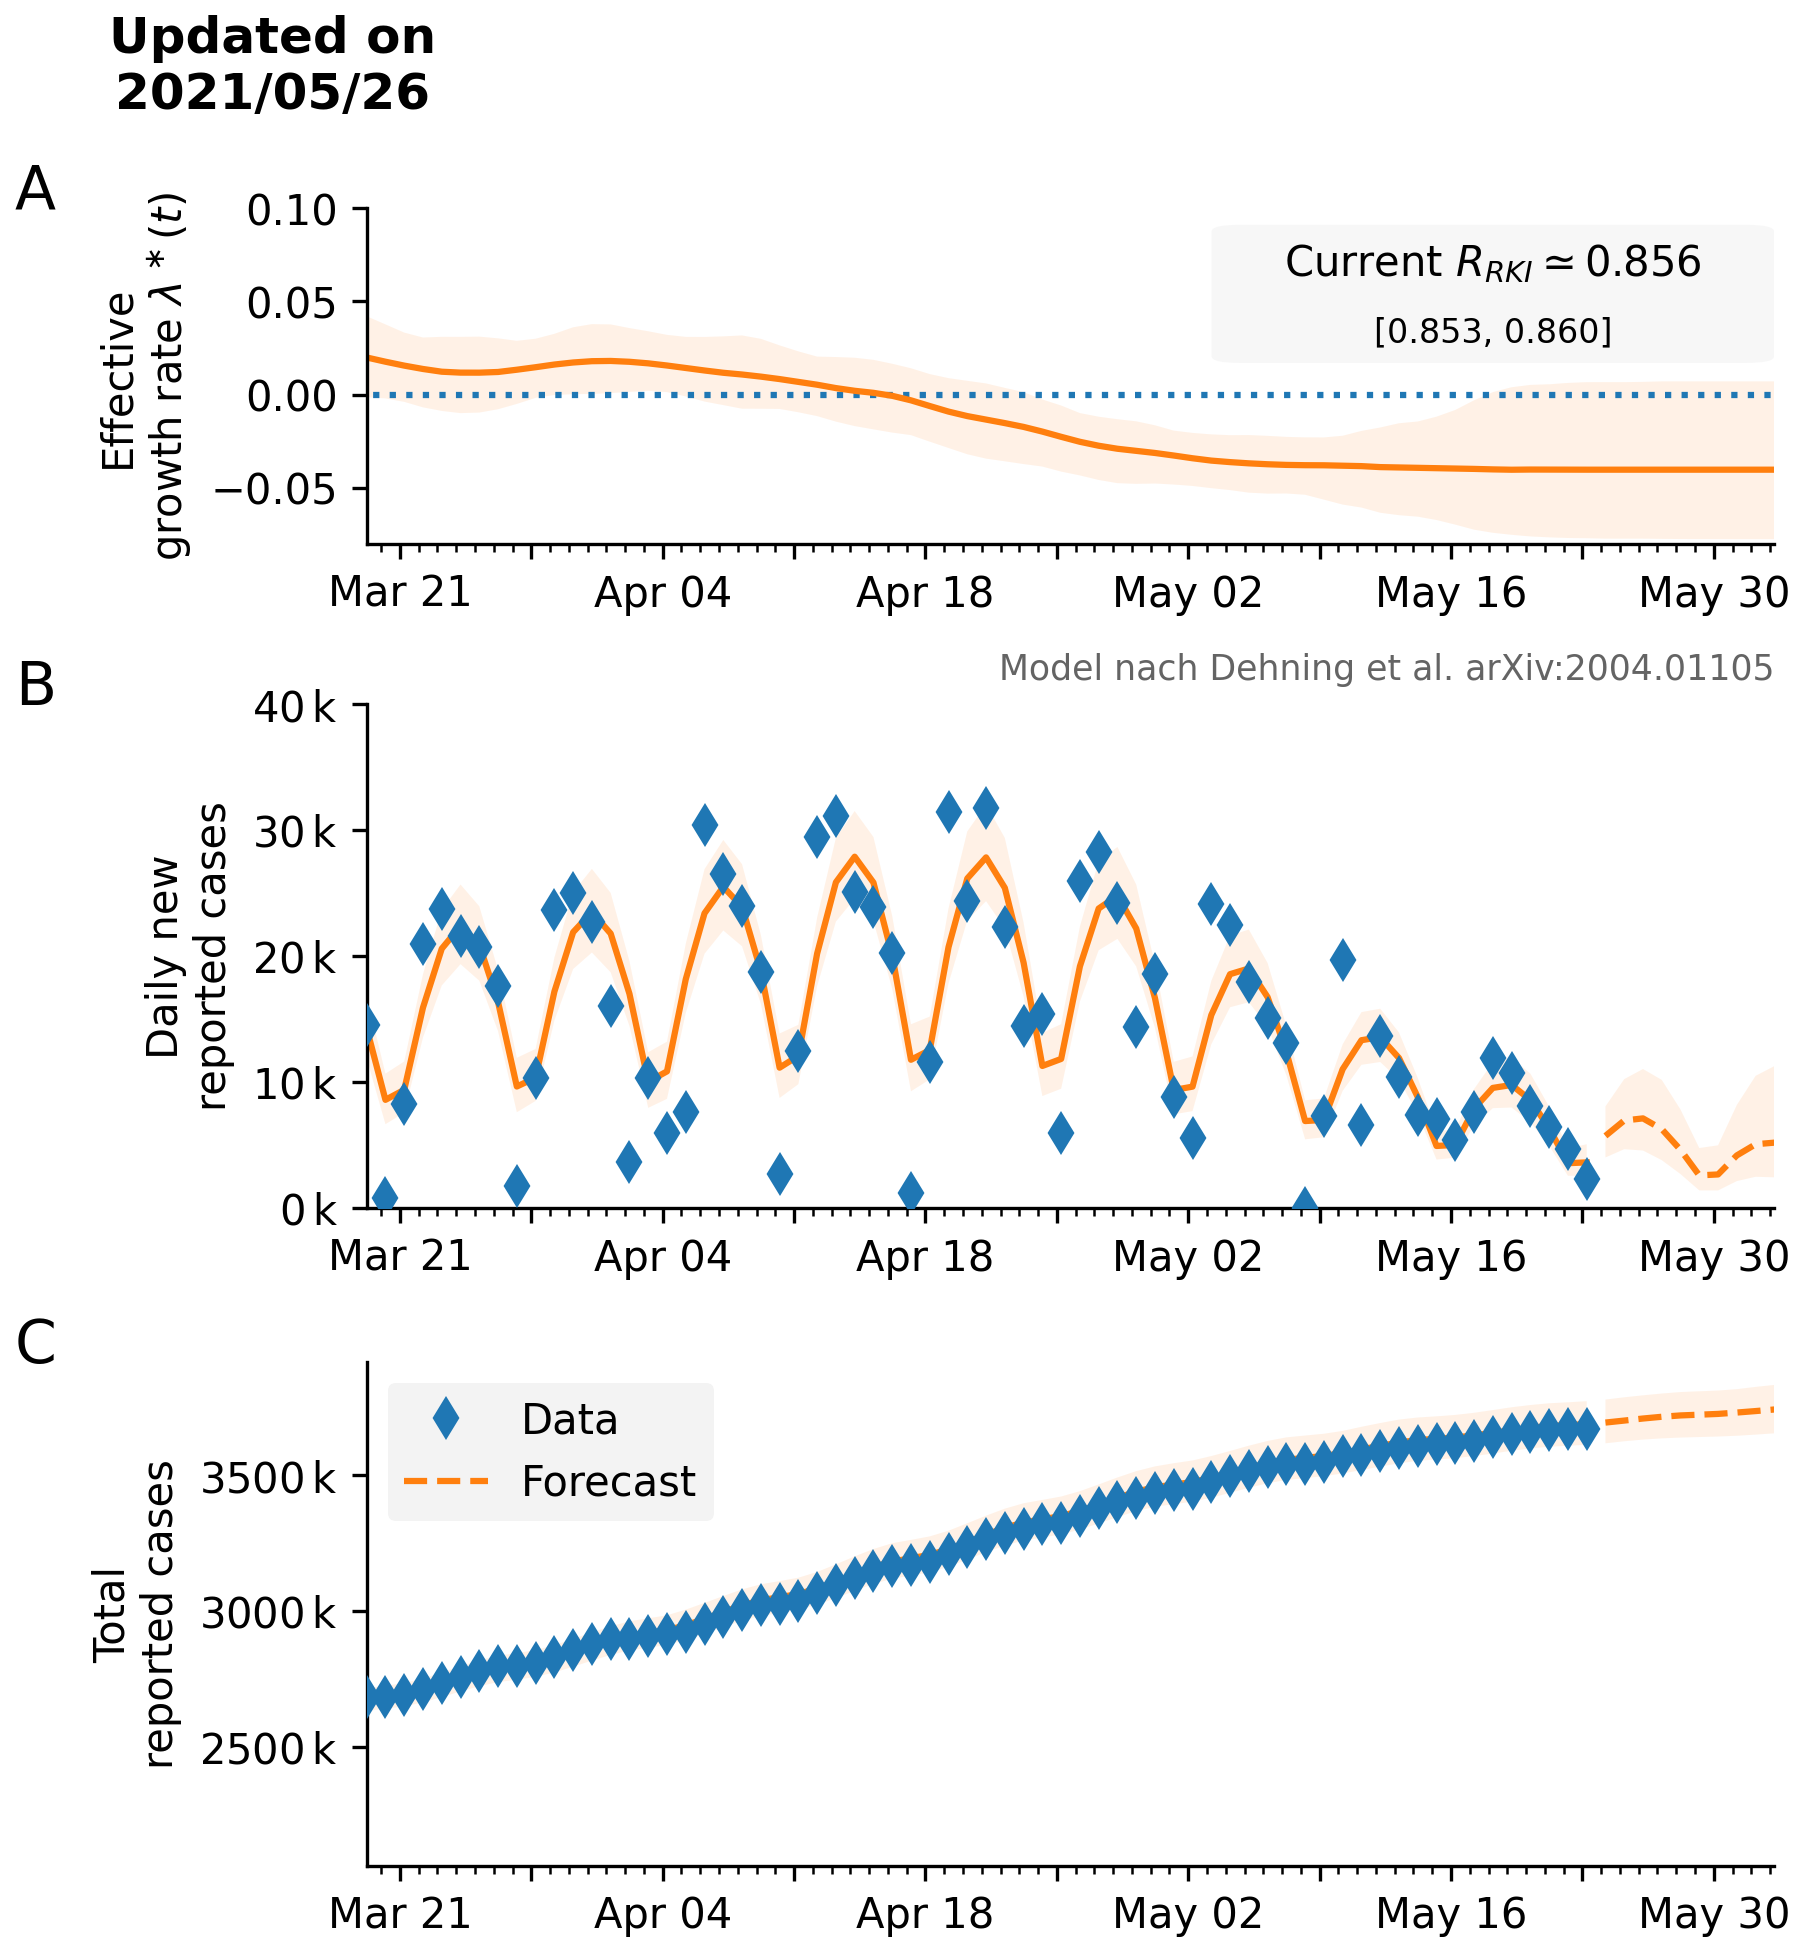 Updated on
2021/05/26
A
Effective
growth rate λ * (t)
0.10
0.05
0.00
−0.05
Current R_RKI ≃ 0.856
[0.853, 0.860]
Mar 21 Apr 04 Apr 18 May 02 May 16 May 30
Model nach Dehning et al. arXiv:2004.01105
B
Daily new
reported cases
40 k
30 k
20 k
10 k
0 k
Mar 21 Apr 04 Apr 18 May 02 May 16 May 30
C
Total
reported cases
3500 k
3000 k
2500 k
Data
Forecast
Mar 21 Apr 04 Apr 18 May 02 May 16 May 30